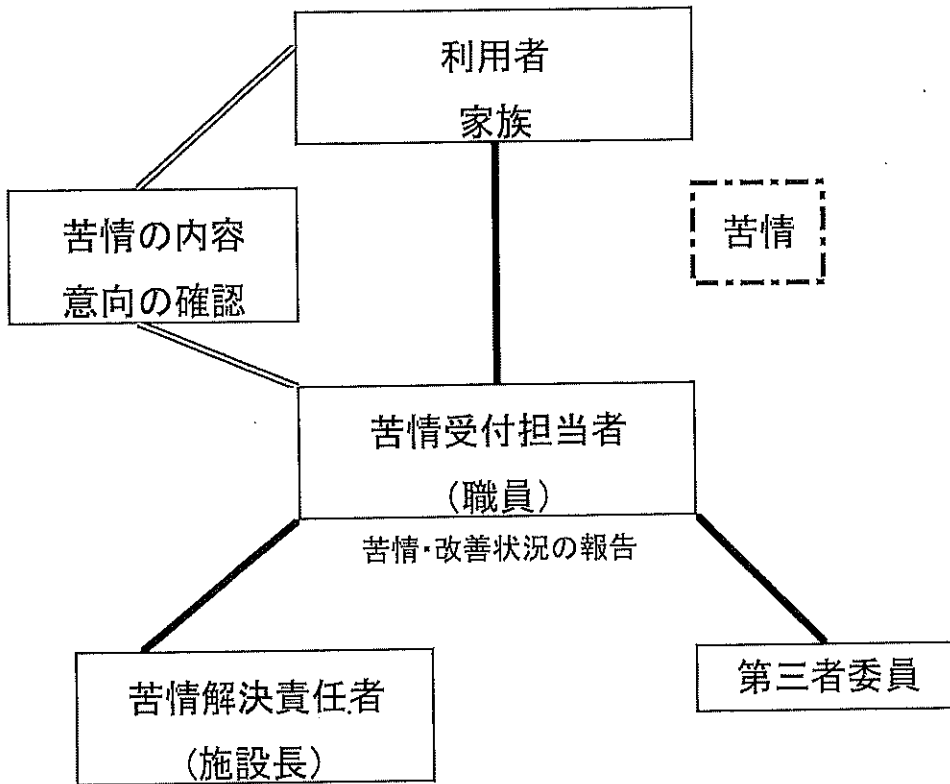 利用者
家族
苦情の内容
意向の確認
苦情
苦情受付担当者
(職員)
苦情・改善状況の報告
苦情解決責任者
(施設長)
第三者委員